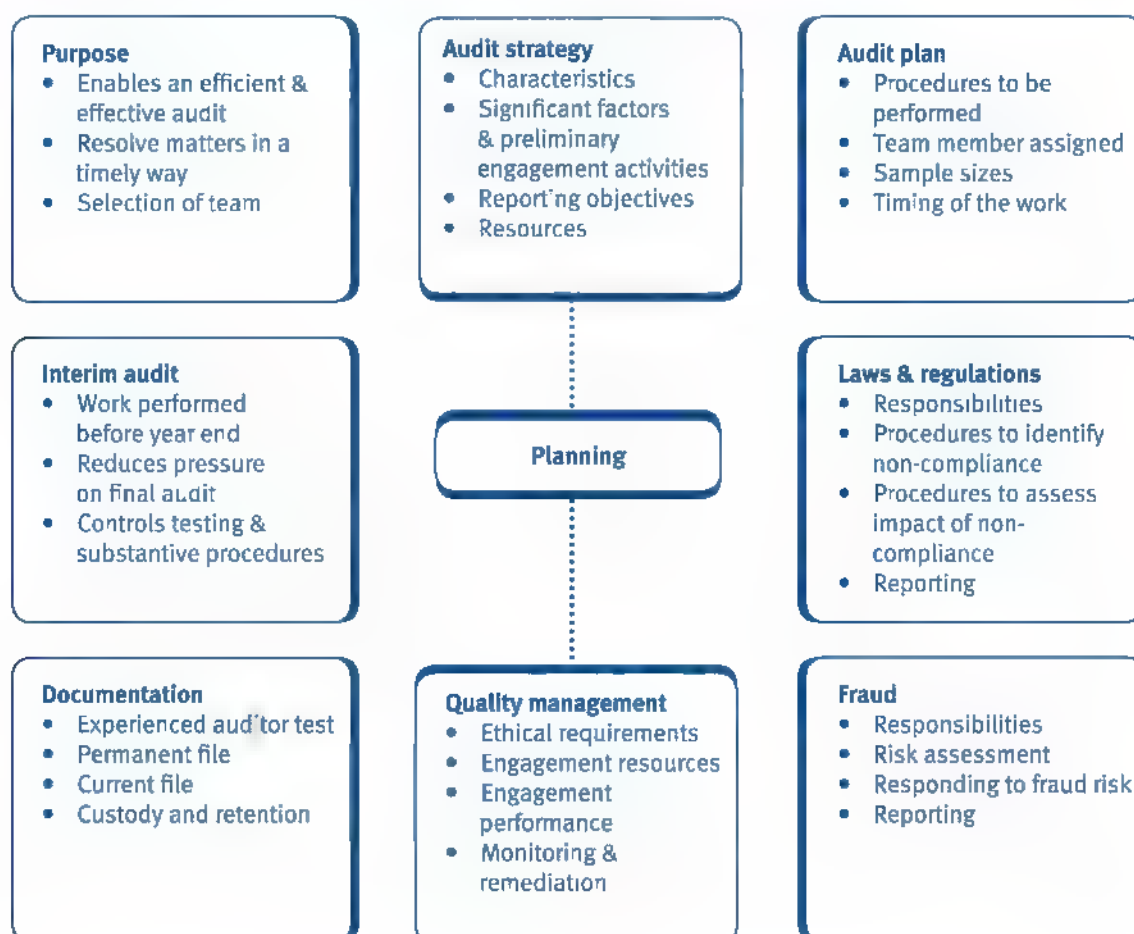 Purpose
• Enables an efficient &
effective audit
• Resolve matters in a
timely way
• Selection of team
Audit strategy
• Characteristics
• Significant factors
& preliminary
engagement activities
• Reporting objectives
• Resources
Audit plan
• Procedures to be
performed
• Team member assigned
• Sample sizes
• Timing of the work
Interim audit
• Work performed
before year end
• Reduces pressure
on final audit
• Controls testing &
substantive procedures
Planning
Laws & regulations
• Responsibilities
• Procedures to identify
non-compliance
• Procedures to assess
impact of non-
compliance
• Reporting
Documentation
• Experienced auditor test
• Permanent file
• Current file
• Custody and retention
Quality management
• Ethical requirements
• Engagement resources
• Engagement
performance
• Monitoring &
remediation
Fraud
• Responsibilities
• Risk assessment
• Responding to fraud risk
• Reporting